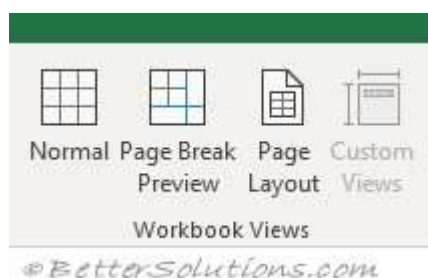 Normal Page Break Page Custom
Preview Layout Views
Workbook Views
©BetterSolutions.com